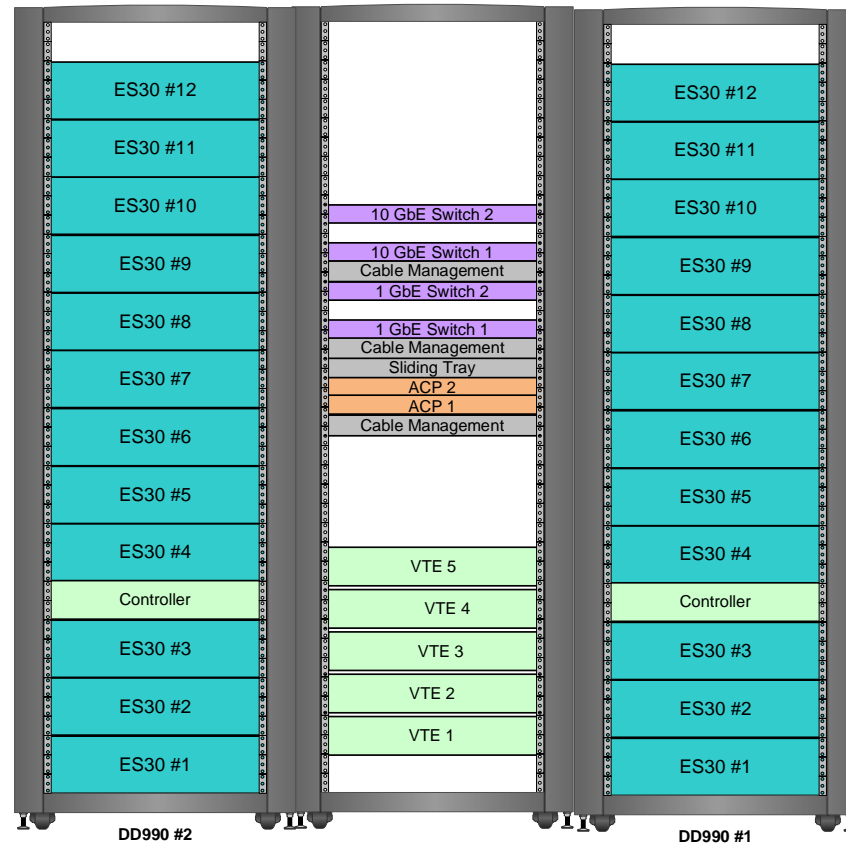 ES30 #12
ES30 #11
ES30 #10
ES30 #9
ES30 #8
ES30 #7
ES30 #6
ES30 #5
ES30 #4
Controller
ES30 #3
ES30 #2
ES30 #1
DD990 #2
10 GbE Switch 2
10 GbE Switch 1
Cable Management
1 GbE Switch 2
1 GbE Switch 1
Cable Management
Sliding Tray
ACP 2
ACP 1
Cable Management
VTE 5
VTE 4
VTE 3
VTE 2
VTE 1
ES30 #12
ES30 #11
ES30 #10
ES30 #9
ES30 #8
ES30 #7
ES30 #6
ES30 #5
ES30 #4
Controller
ES30 #3
ES30 #2
ES30 #1
DD990 #1